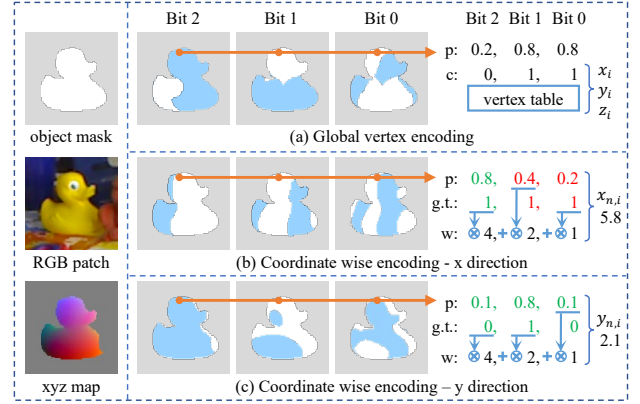 Bit 2 Bit 1 Bit 0 Bit 2 Bit 1 Bit 0
p: 0.2, 0.8, 0.8
c: 0, 1, 1
x_i
y_i
z_i
vertex table
object mask
(a) Global vertex encoding
p: 0.8, 0.4, 0.2
g.t.: 1, 1, 1
x_{n,i}
5.8
w: ⊗ 4,+⊗ 2,+⊗ 1
RGB patch
(b) Coordinate wise encoding - x direction
p: 0.1, 0.8, 0.1
g.t.: 0, 1, 0
y_{n,i}
2.1
w: ⊗ 4,+⊗ 2,+⊗ 1
xyz map
(c) Coordinate wise encoding – y direction